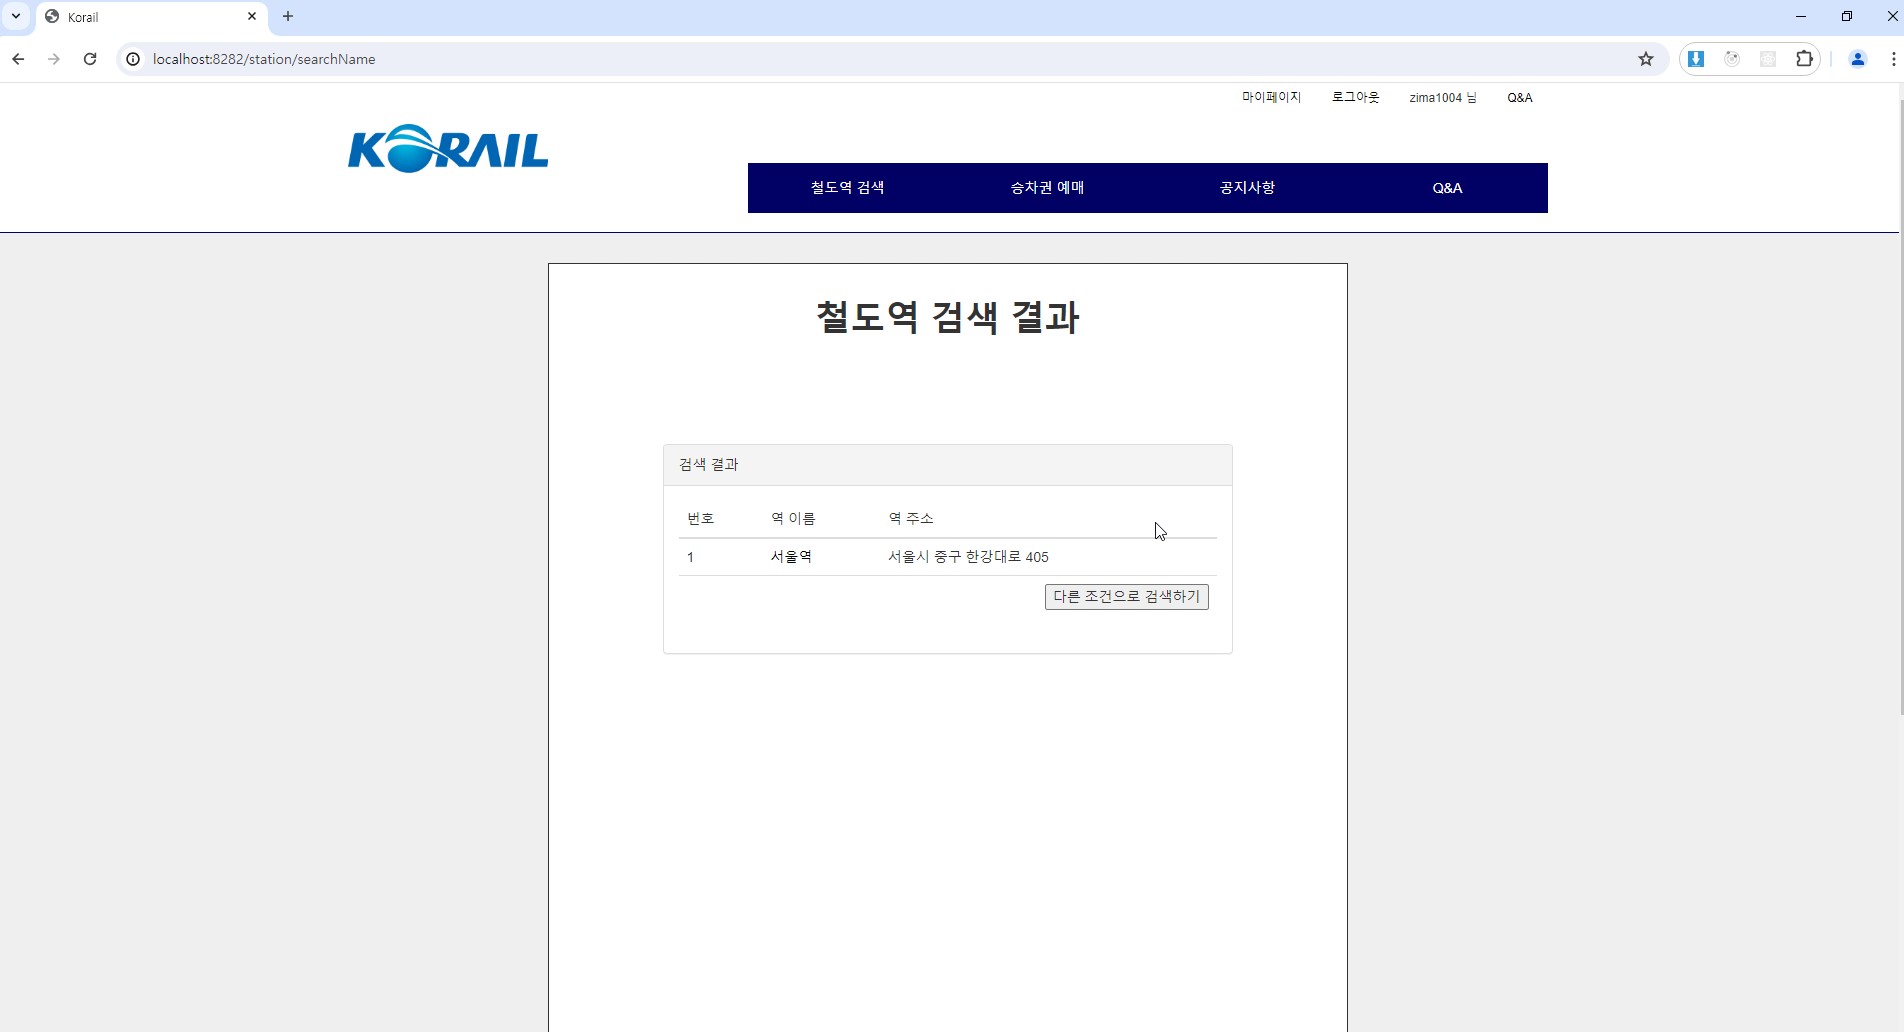 Korail
localhost:8282/station/searchName
마이페이지 로그아웃 zima1004 님 Q&A
KORAIL
철도역 검색 승차권 예매 공지사항 Q&A
철도역 검색 결과
검색 결과
번호 역 이름 역 주소
1 서울역 서울시 중구 한강대로 405
다른 조건으로 검색하기